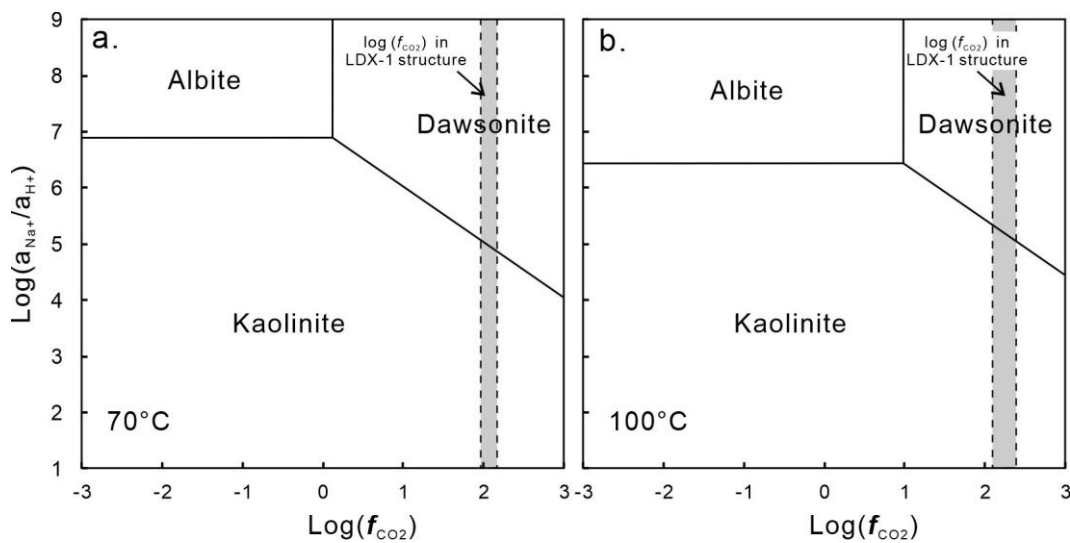 a.
log (fCO2) in
LDX-1 structure
Albite
Dawsonite
Kaolinite
70°C
Log(aNa+/aH+)
9
8
7
6
5
4
3
2
1
-3 -2 -1 0 1 2 3
Log(fCO2)
b.
log (fCO2) in
LDX-1 structure
Albite
Dawsonite
Kaolinite
100°C
-3 -2 -1 0 1 2 3
Log(fCO2)